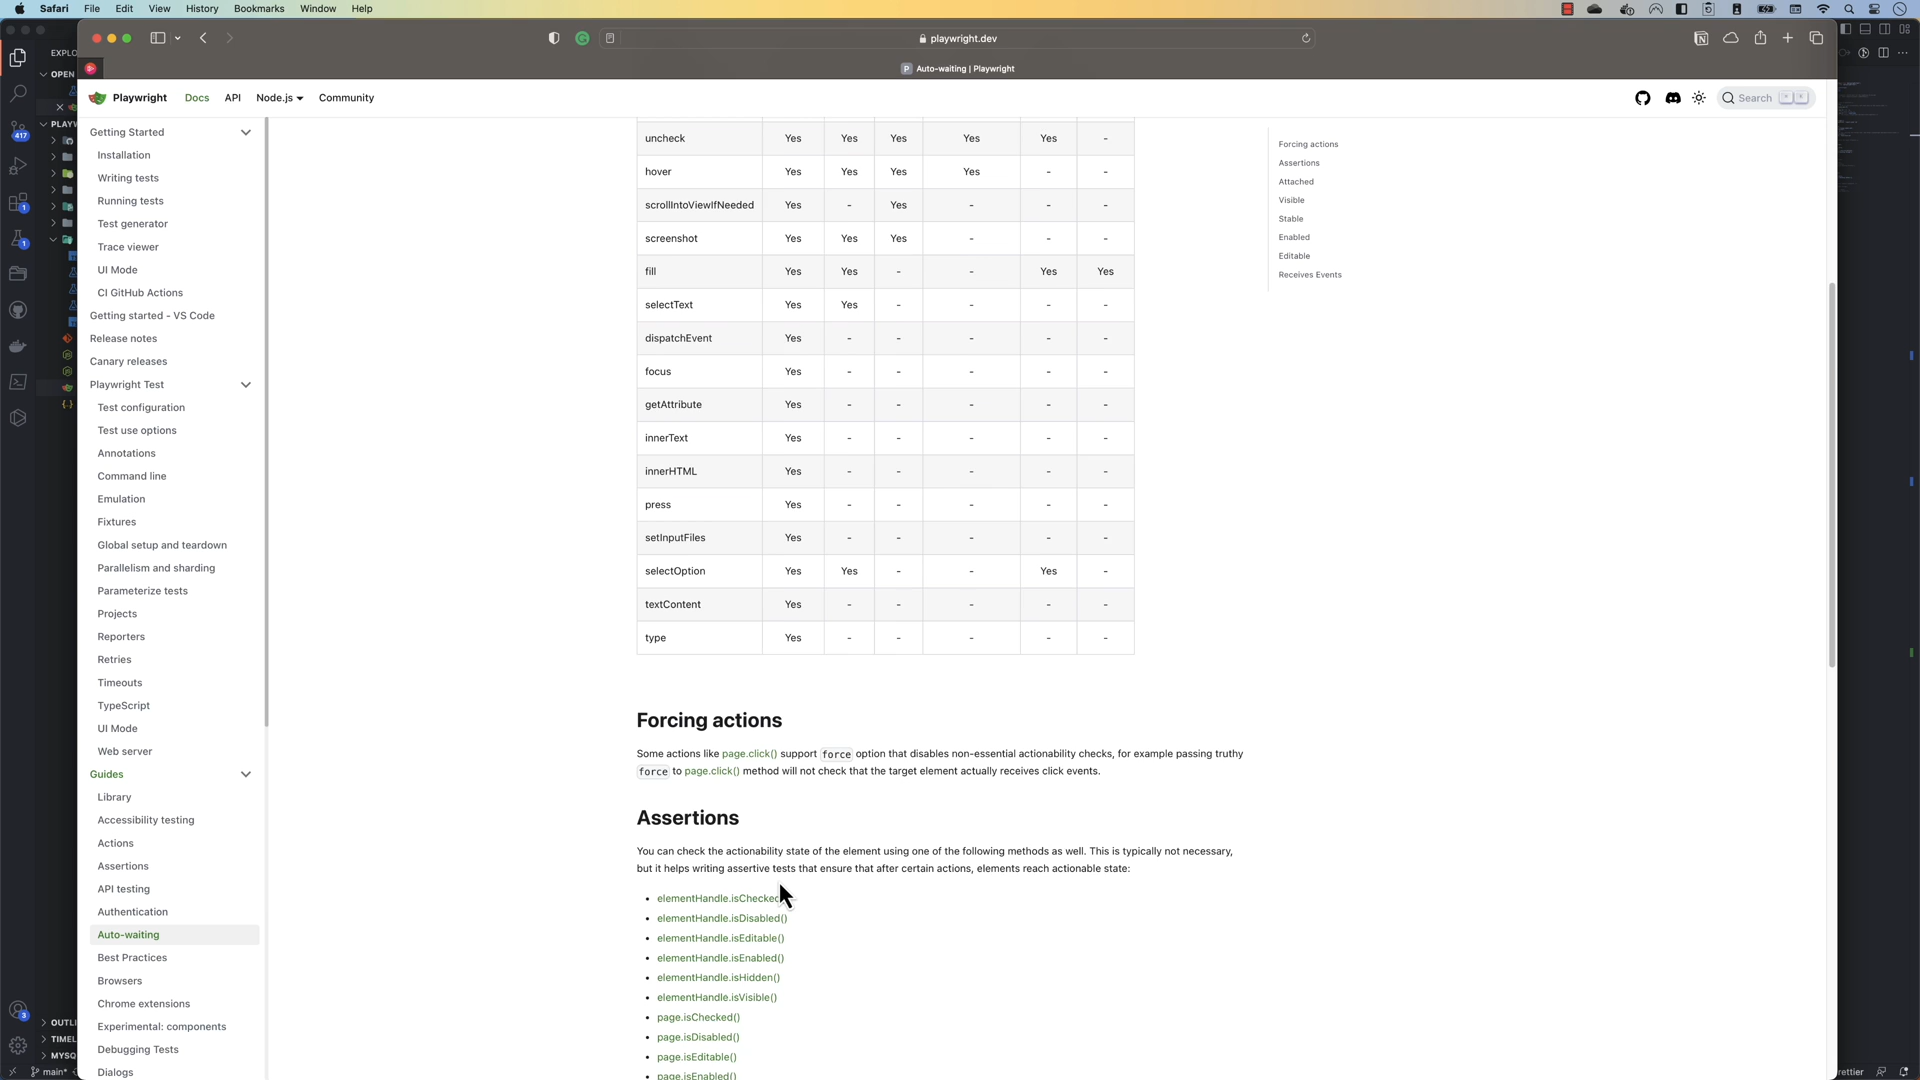 Safari File Edit View History Bookmarks Window Help
playwright.dev
Auto-waiting | Playwright
Playwright Docs API Node.js Community
Search
EXPLO
OPEN
PLAYW
417
1
1
3
OUTLI
TIMEL
MYSQ
main*
rettier
Getting Started
Installation
Writing tests
Running tests
Test generator
Trace viewer
UI Mode
CI GitHub Actions
Getting started - VS Code
Release notes
Canary releases
Playwright Test
Test configuration
Test use options
Annotations
Command line
Emulation
Fixtures
Global setup and teardown
Parallelism and sharding
Parameterize tests
Projects
Reporters
Retries
Timeouts
TypeScript
UI Mode
Web server
Guides
Library
Accessibility testing
Actions
Assertions
API testing
Authentication
Auto-waiting
Best Practices
Browsers
Chrome extensions
Experimental: components
Debugging Tests
Dialogs
uncheck Yes Yes Yes Yes Yes -
hover Yes Yes Yes Yes - -
scrollIntoViewIfNeeded Yes - Yes - - -
screenshot Yes Yes Yes - - -
fill Yes Yes - - Yes Yes
selectText Yes Yes - - - -
dispatchEvent Yes - - - - -
focus Yes - - - - -
getAttribute Yes - - - - -
innerText Yes - - - - -
innerHTML Yes - - - - -
press Yes - - - - -
setInputFiles Yes - - - - -
selectOption Yes Yes - - Yes -
textContent Yes - - - - -
type Yes - - - - -
Forcing actions
Some actions like page.click() support force option that disables non-essential actionability checks, for example passing truthy
force to page.click() method will not check that the target element actually receives click events.
Assertions
You can check the actionability state of the element using one of the following methods as well. This is typically not necessary,
but it helps writing assertive tests that ensure that after certain actions, elements reach actionable state:
• elementHandle.isChecked
• elementHandle.isDisabled()
• elementHandle.isEditable()
• elementHandle.isEnabled()
• elementHandle.isHidden()
• elementHandle.isVisible()
• page.isChecked()
• page.isDisabled()
• page.isEditable()
• page.isEnabled()
Forcing actions
Assertions
Attached
Visible
Stable
Enabled
Editable
Receives Events